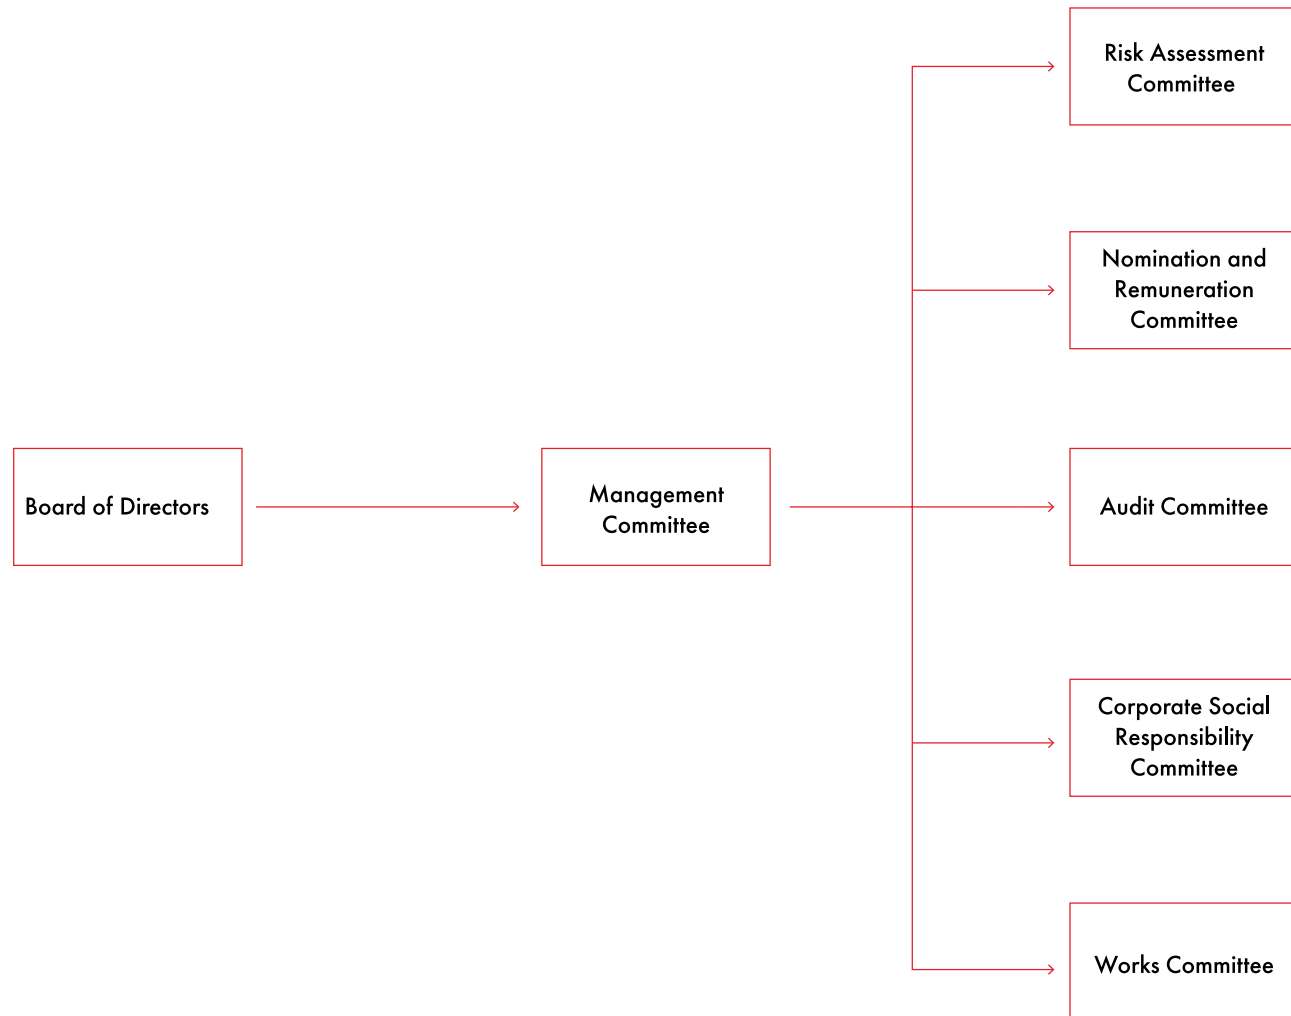 Risk Assessment
Committee
Nomination and
Remuneration
Committee
Board of Directors
Management
Committee
Audit Committee
Corporate Social
Responsibility
Committee
Works Committee